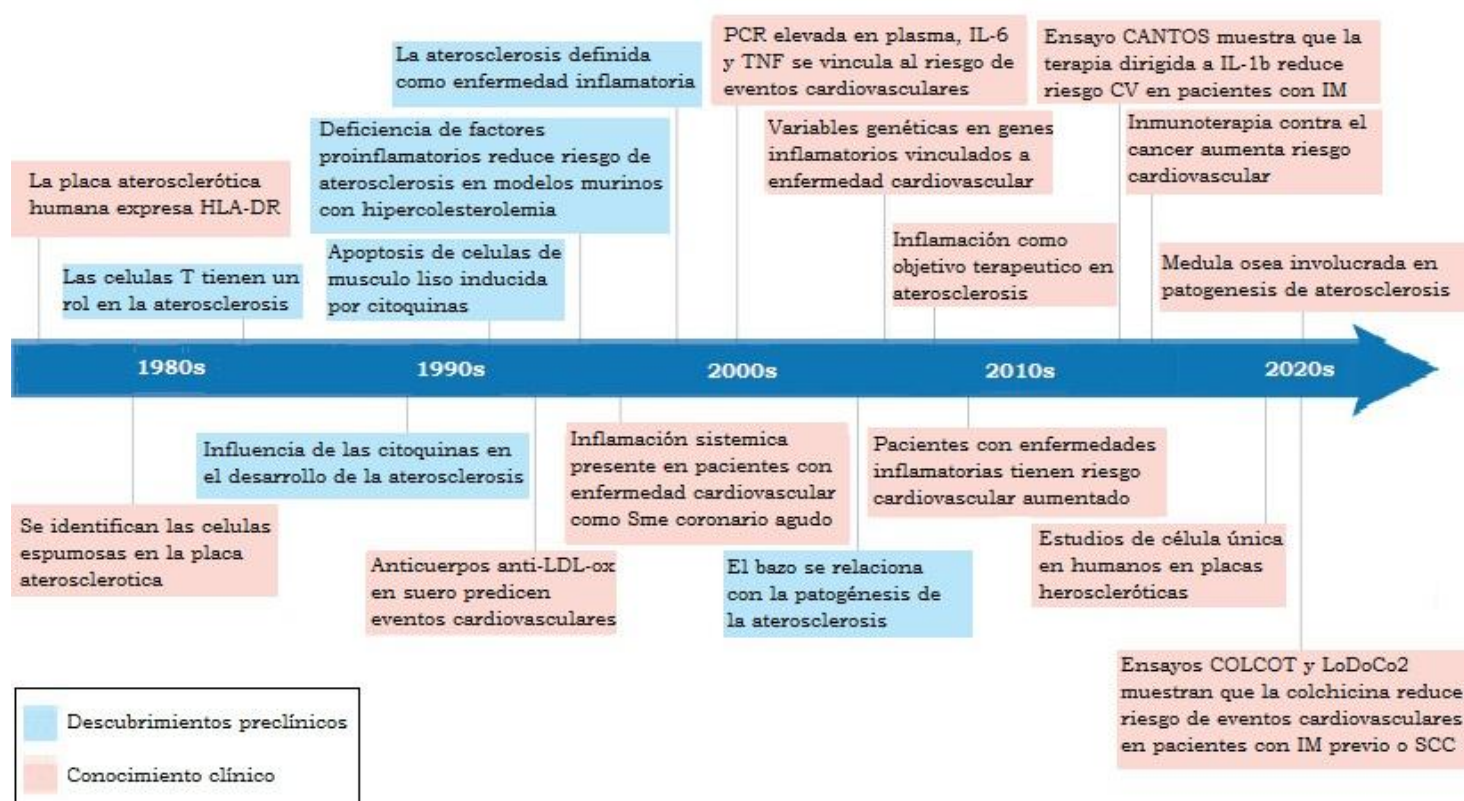 La aterosclerosis definida
como enfermedad inflamatoria
PCR elevada en plasma, IL-6
y TNF se vincula al riesgo de
eventos cardiovasculares
Ensayo CANTOS muestra que la
terapia dirigida a IL-1b reduce
riesgo CV en pacientes con IM
Deficiencia de factores
proinflamatorios reduce riesgo de
aterosclerosis en modelos murinos
con hipercolesterolemia
Variables genéticas en genes
inflamatorios vinculados a
enfermedad cardiovascular
Inmunoterapia contra el
cancer aumenta riesgo
cardiovascular
La placa aterosclerótica
humana expresa HLA-DR
Las celulas T tienen un
rol en la aterosclerosis
Apoptosis de celulas de
musculo liso inducida
por citoquinas
Inflamación como
objetivo terapeutico en
aterosclerosis
Medula osea involucrada en
patogenesis de aterosclerosis
1980s
1990s
2000s
2010s
2020s
Influencia de las citoquinas en
el desarrollo de la aterosclerosis
Inflamación sistemica
presente en pacientes con
enfermedad cardiovascular
como Sme coronario agudo
Pacientes con enfermedades
inflamatorias tienen riesgo
cardiovascular aumentado
Se identifican las celulas
espumosas en la placa
aterosclerotica
Anticuerpos anti-LDL-ox
en suero predicen
eventos cardiovasculares
El bazo se relaciona
con la patogénesis de
la aterosclerosis
Estudios de célula única
en humanos en placas
heroscleróticas
Ensayos COLCOT y LoDoCo2
muestran que la colchicina reduce
riesgo de eventos cardiovasculares
en pacientes con IM previo o SCC
Descubrimientos preclínicos
Conocimiento clínico